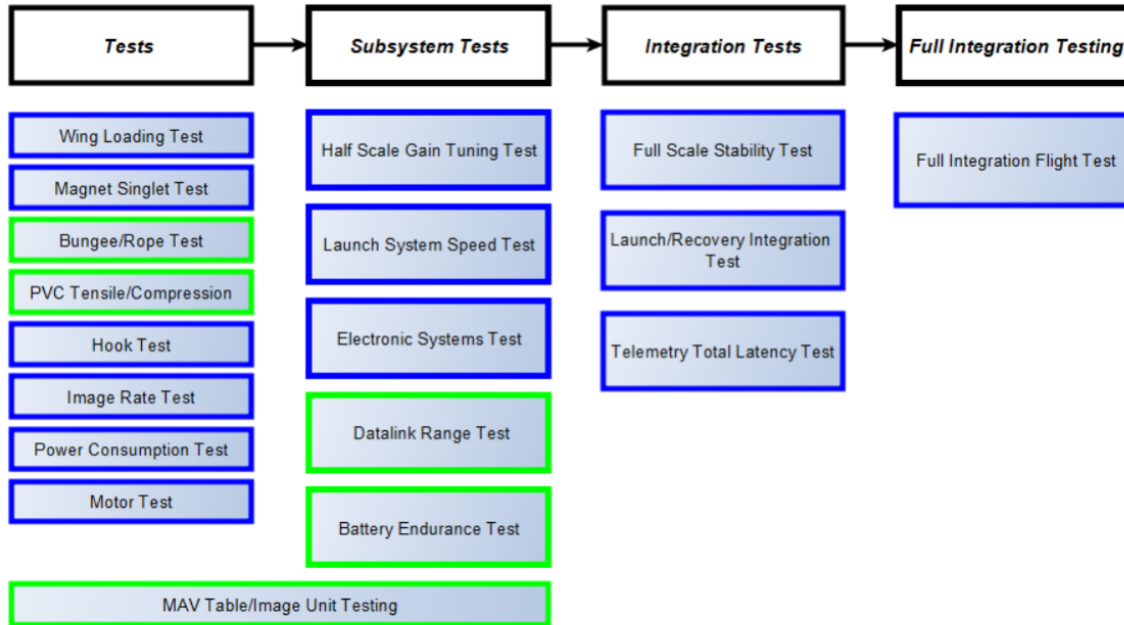 Tests
Subsystem Tests
Integration Tests
Full Integration Testing
Wing Loading Test
Magnet Singlet Test
Bungee/Rope Test
PVC Tensile/Compression
Hook Test
Image Rate Test
Power Consumption Test
Motor Test
Half Scale Gain Tuning Test
Launch System Speed Test
Electronic Systems Test
Datalink Range Test
Battery Endurance Test
MAV Table/Image Unit Testing
Full Scale Stability Test
Launch/Recovery Integration
Test
Telemetry Total Latency Test
Full Integration Flight Test